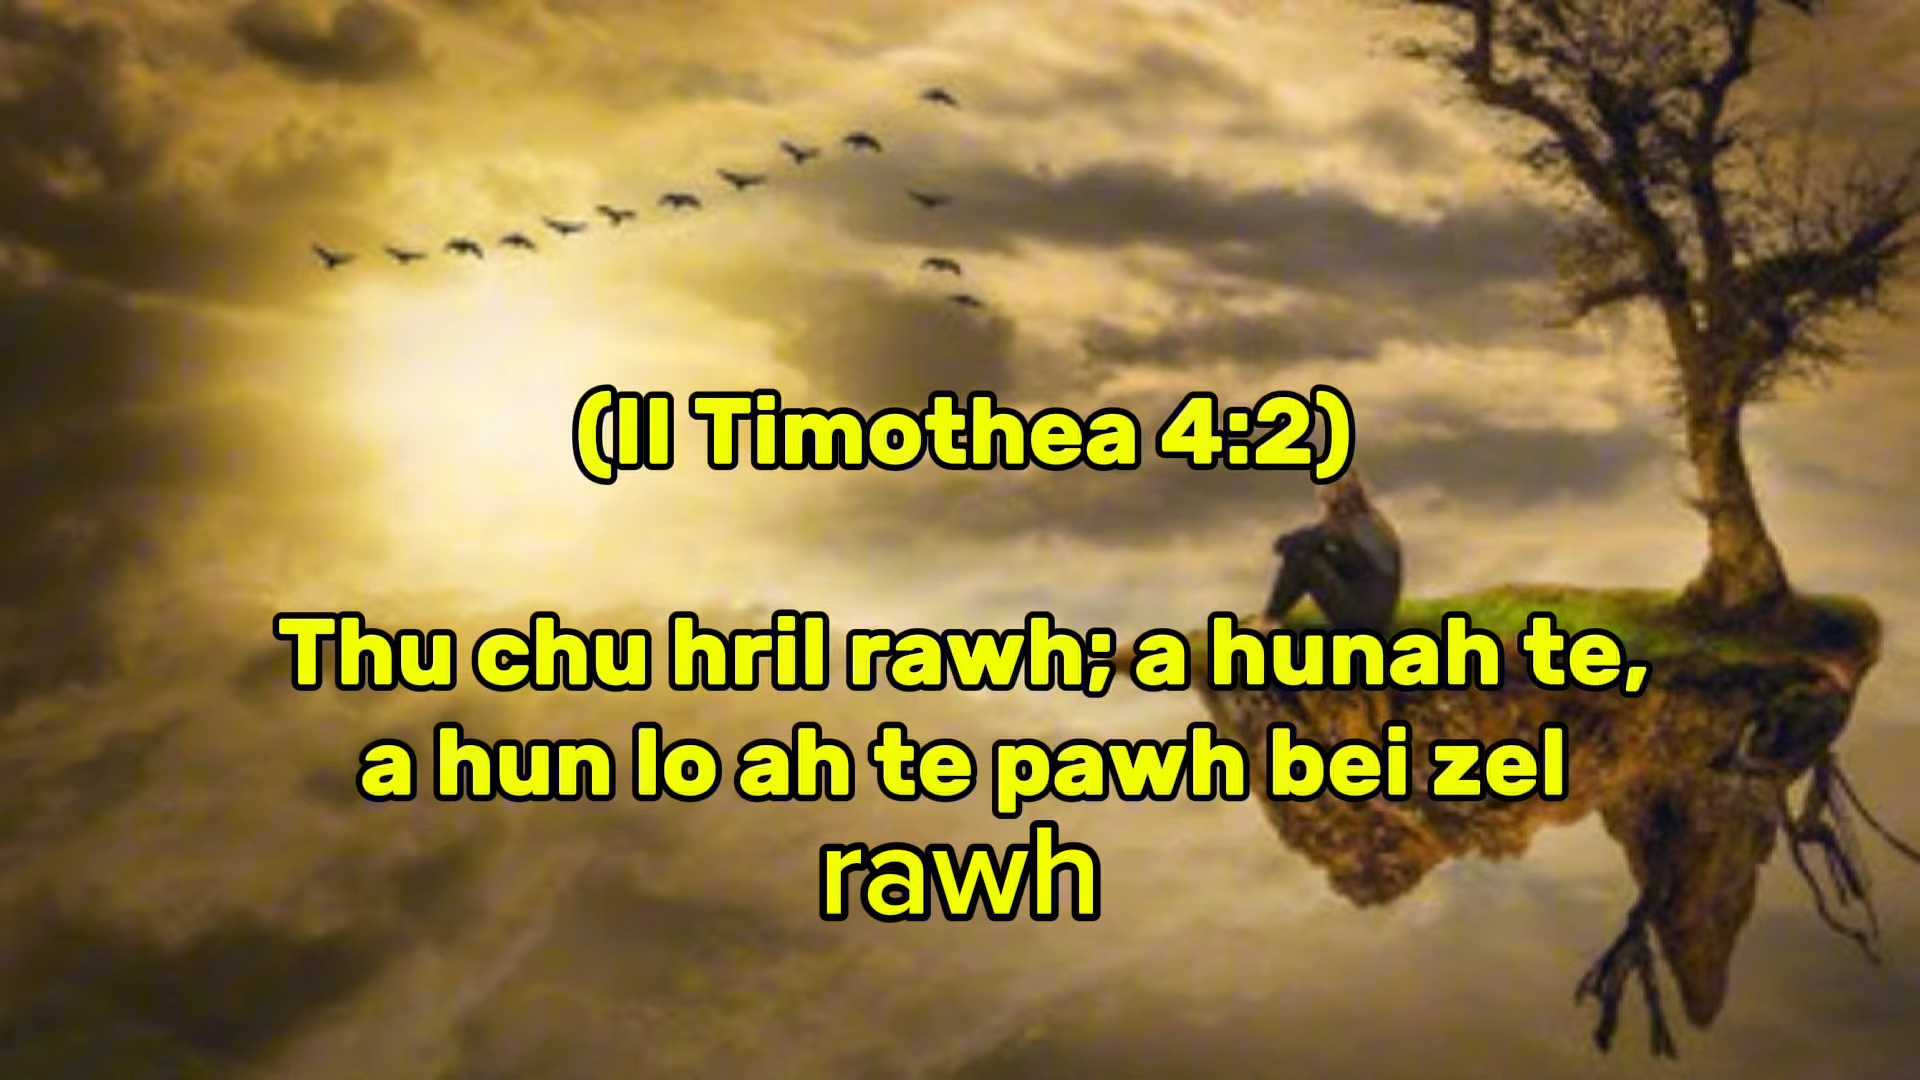 (II Timothea 4:2)
Thu chu hril rawh; a hunah te,
a hun lo ah te pawh bei zel
rawh